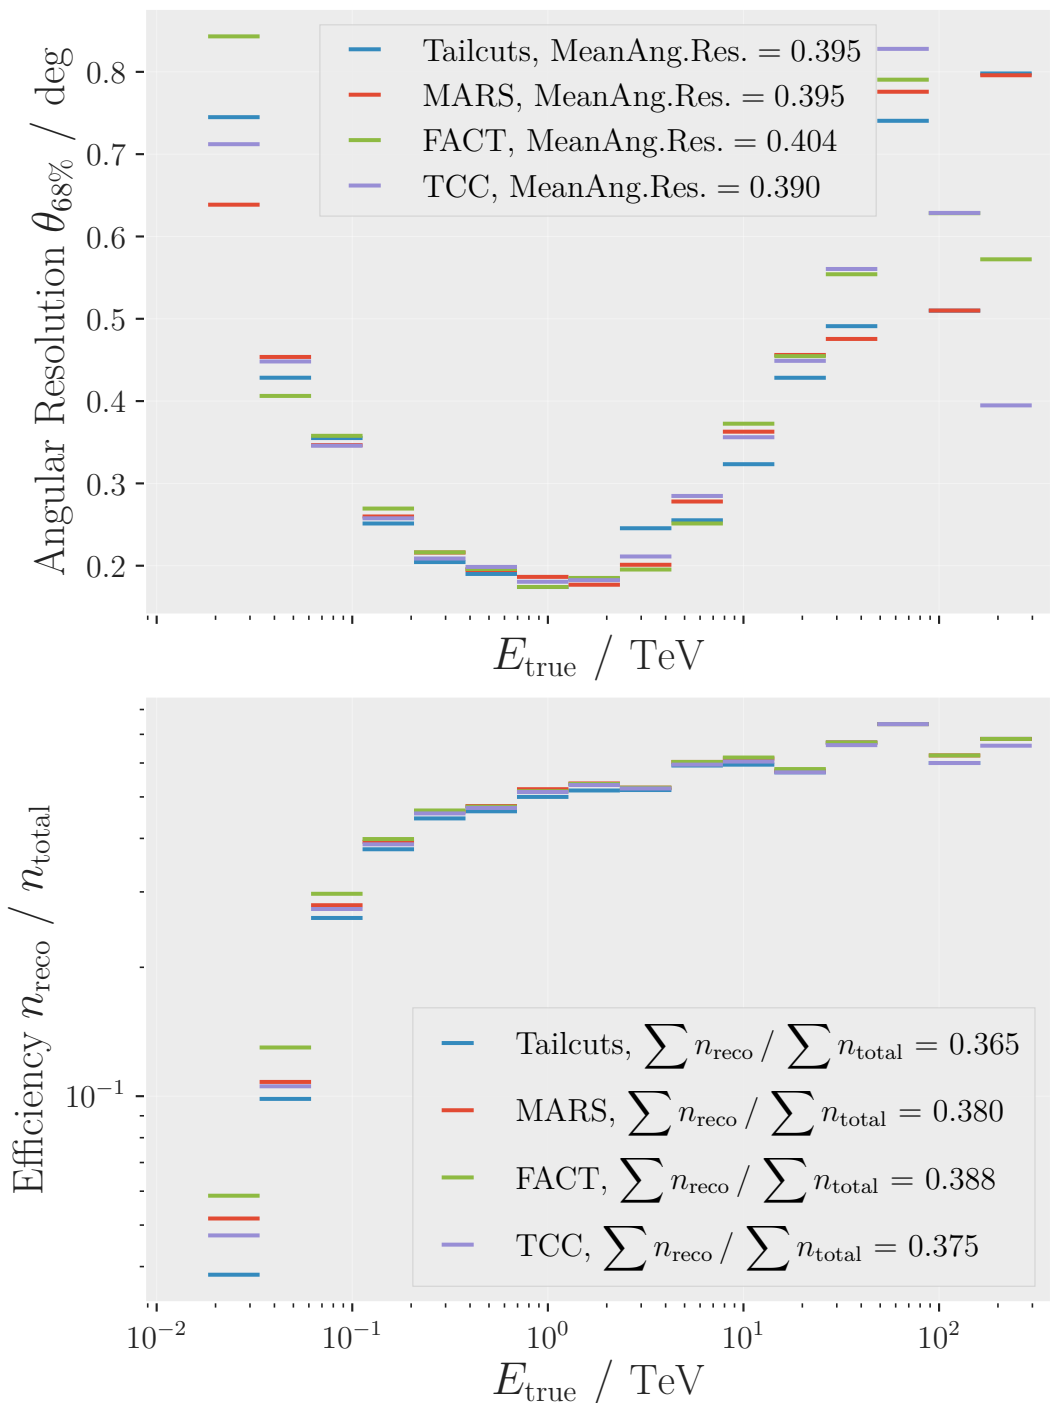 Angular Resolution θ68% / deg
0.8
0.7
0.6
0.5
0.4
0.3
0.2
Tailcuts, MeanAng.Res. = 0.395
MARS, MeanAng.Res. = 0.395
FACT, MeanAng.Res. = 0.404
TCC, MeanAng.Res. = 0.390
Etrue / TeV
Efficiency nreco / ntotal
10⁻¹
Tailcuts, ∑ nreco / ∑ ntotal = 0.365
MARS, ∑ nreco / ∑ ntotal = 0.380
FACT, ∑ nreco / ∑ ntotal = 0.388
TCC, ∑ nreco / ∑ ntotal = 0.375
10⁻² 10⁻¹ 10⁰ 10¹ 10²
Etrue / TeV